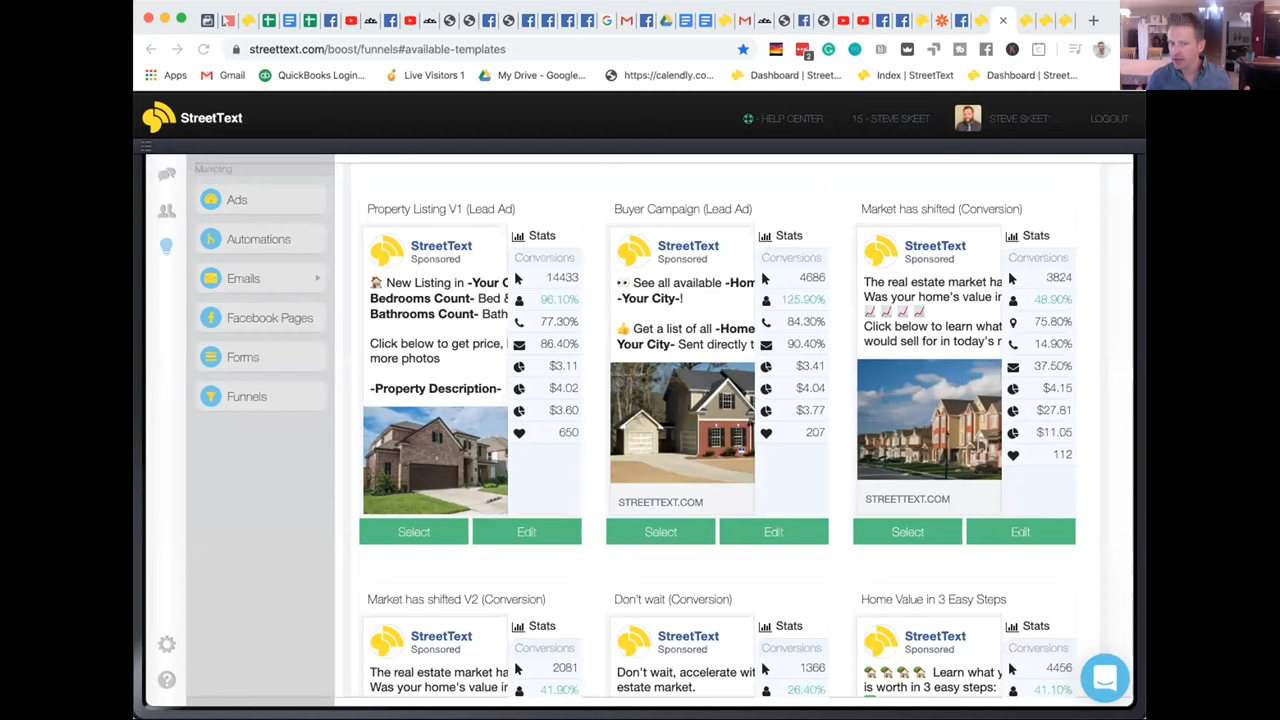 streettext.com/boost/funnels#available-templates
2
Apps
Gmail
QuickBooks Login...
Live Visitors 1
My Drive - Google...
https://calendly.co...
Dashboard | Street...
Index | StreetText
Dashboard | Street...
StreetText
- HELP CENTER
15 - STEVE SKEET
STEVE SKEET'...
LOGOUT
Marketing
Ads
Automations
Emails
Facebook Pages
Forms
Funnels
Property Listing V1 (Lead Ad)
StreetText
Sponsored
New Listing in -Your C
Bedrooms Count- Bed &
Bathrooms Count- Bath
Click below to get price, l
more photos
-Property Description-
Stats
Conversions
14433
96.10%
77.30%
86.40%
$3.11
$4.02
$3.60
650
Select
Edit
Buyer Campaign (Lead Ad)
StreetText
Sponsored
See all available -Hom
-Your City-!
Get a list of all -Home
Your City- Sent directly t
STREETTEXT.COM
Stats
Conversions
4686
125.90%
84.30%
90.40%
$3.41
$4.04
$3.77
207
Select
Edit
Market has shifted (Conversion)
StreetText
Sponsored
The real estate market ha
Was your home's value in
Click below to learn what
would sell for in today's r
STREETTEXT.COM
Stats
Conversions
3824
48.90%
75.80%
14.90%
37.50%
$4.15
$27.81
$11.05
112
Select
Edit
Market has shifted V2 (Conversion)
StreetText
Sponsored
The real estate market ha
Was your home's value in
Stats
Conversions
2081
41.90%
Don't wait (Conversion)
StreetText
Sponsored
Don't wait, accelerate wit
estate market.
Stats
Conversions
1366
26.40%
Home Value in 3 Easy Steps
StreetText
Sponsored
Learn what y
is worth in 3 easy steps:
Stats
Conversions
4456
41.10%